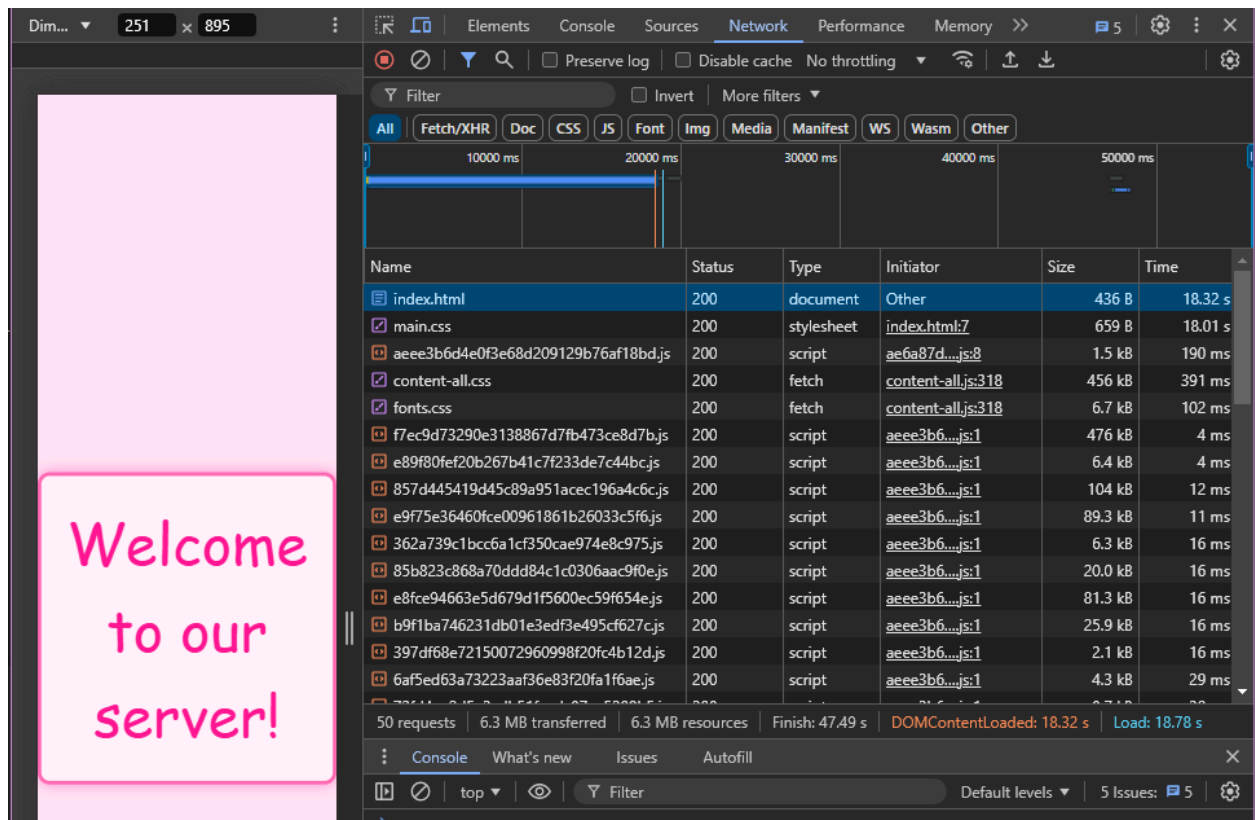 Dim... 251 × 895
Elements Console Sources Network Performance Memory 5
Preserve log Disable cache No throttling
Filter Invert More filters
All Fetch/XHR Doc CSS JS Font Img Media Manifest WS Wasm Other
10000 ms 20000 ms 30000 ms 40000 ms 50000 ms
Name Status Type Initiator Size Time
index.html 200 document Other 436 B 18.32 s
main.css 200 stylesheet index.html:7 659 B 18.01 s
aeee3b6d4e0f3e68d209129b76af18bd.js 200 script ae6a87d....js:8 1.5 kB 190 ms
content-all.css 200 fetch content-all.js:318 456 kB 391 ms
fonts.css 200 fetch content-all.js:318 6.7 kB 102 ms
f7ec9d73290e3138867d7fb473ce8d7b.js 200 script aeee3b6....js:1 476 kB 4 ms
e89f80fef20b267b41c7f233de7c44bc.js 200 script aeee3b6....js:1 6.4 kB 4 ms
857d445419d45c89a951acec196a4c6c.js 200 script aeee3b6....js:1 104 kB 12 ms
e9f75e36460fce00961861b26033c5f6.js 200 script aeee3b6....js:1 89.3 kB 11 ms
362a739c1bcc6a1cf350cae974e8c975.js 200 script aeee3b6....js:1 6.3 kB 16 ms
85b823c868a70ddd84c1c0306aac9f0e.js 200 script aeee3b6....js:1 20.0 kB 16 ms
e8fce94663e5d679d1f5600ec59f654e.js 200 script aeee3b6....js:1 81.3 kB 16 ms
b9f1ba746231db01e3edf3e495cf627c.js 200 script aeee3b6....js:1 25.9 kB 16 ms
397df68e72150072960998f20fc4b12d.js 200 script aeee3b6....js:1 2.1 kB 16 ms
6af5ed63a73223aaf36e83f20fa1f6ae.js 200 script aeee3b6....js:1 4.3 kB 29 ms
50 requests 6.3 MB transferred 6.3 MB resources Finish: 47.49 s DOMContentLoaded: 18.32 s Load: 18.78 s
Console What's new Issues Autofill
top Filter Default levels 5 Issues: 5
Welcome
to our
server!